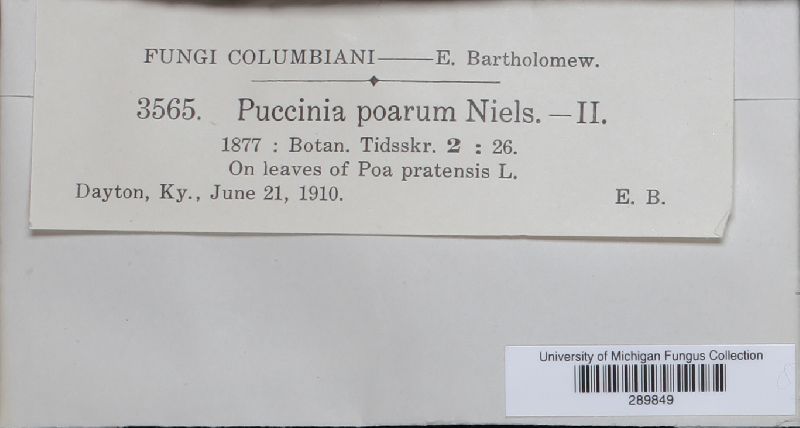 FUNGI COLUMBIANI——E. Bartholomew.
3565. Puccinia poarum Niels. — II.
1877 : Botan. Tidsskr. 2 : 26.
On leaves of Poa pratensis L.
Dayton, Ky., June 21, 1910. E. B.
University of Michigan Fungus Collection
289849